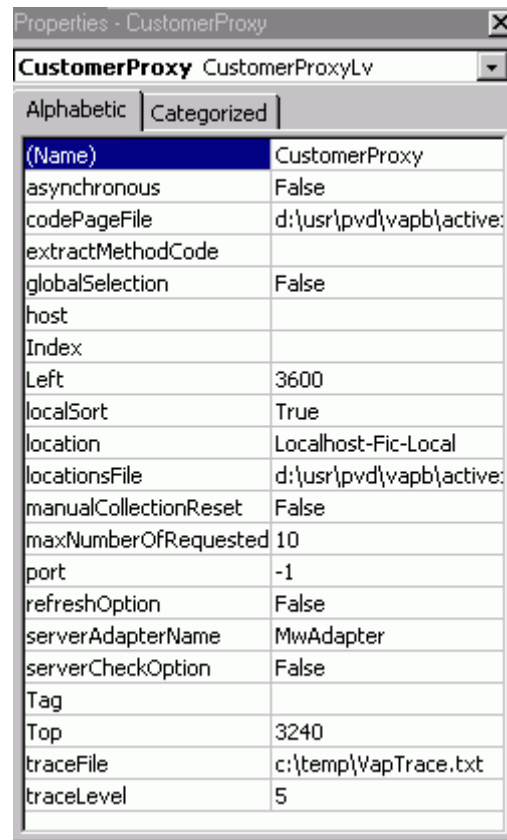 Properties - CustomerProxy
CustomerProxy CustomerProxyLv
Alphabetic Categorized
(Name) CustomerProxy
asynchronous False
codePageFile d:\usr\pvd\vapb\active:
extractMethodCode
globalSelection False
host
Index
Left 3600
localSort True
location Localhost-Fic-Local
locationsFile d:\usr\pvd\vapb\active:
manualCollectionReset False
maxNumberOfRequested 10
port -1
refreshOption False
serverAdapterName MwAdapter
serverCheckOption False
Tag
Top 3240
traceFile c:\temp\VapTrace.txt
traceLevel 5